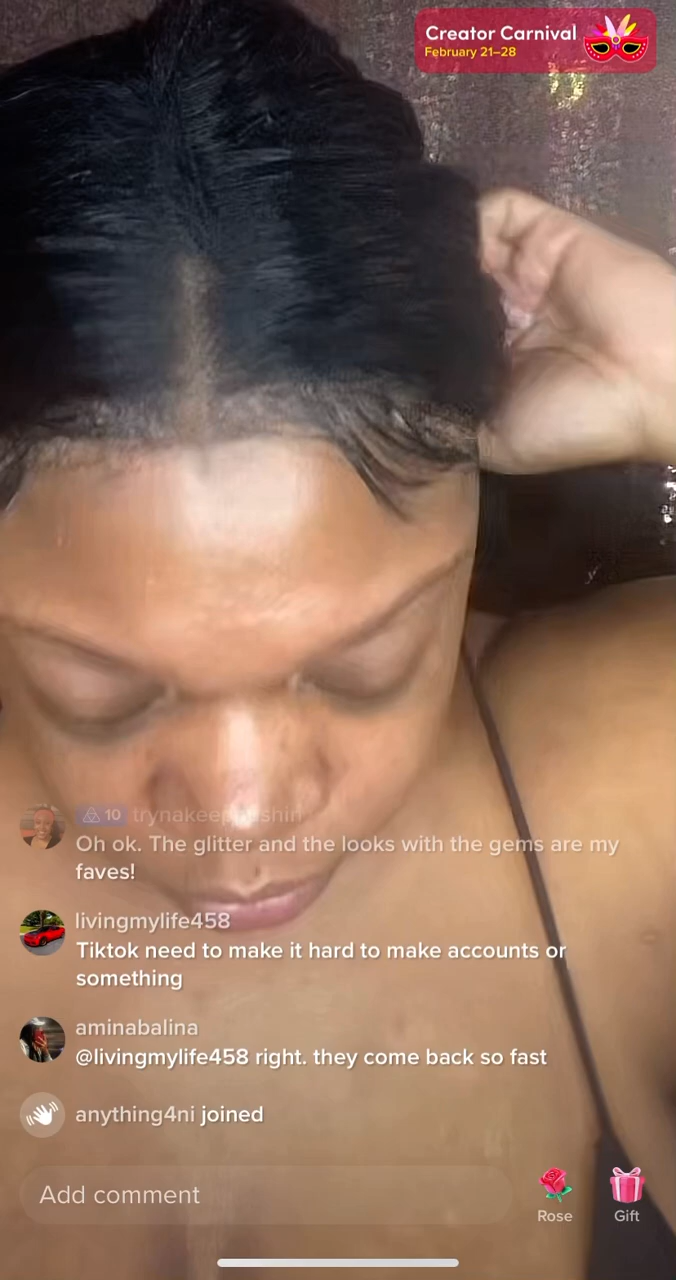 Creator Carnival
February 21–28
10
Oh ok. The glitter and the looks with the gems are my
faves!
livingmylife458
Tiktok need to make it hard to make accounts or
something
aminabalina
@livingmylife458 right. they come back so fast
anything4ni joined
Add comment
Rose
Gift